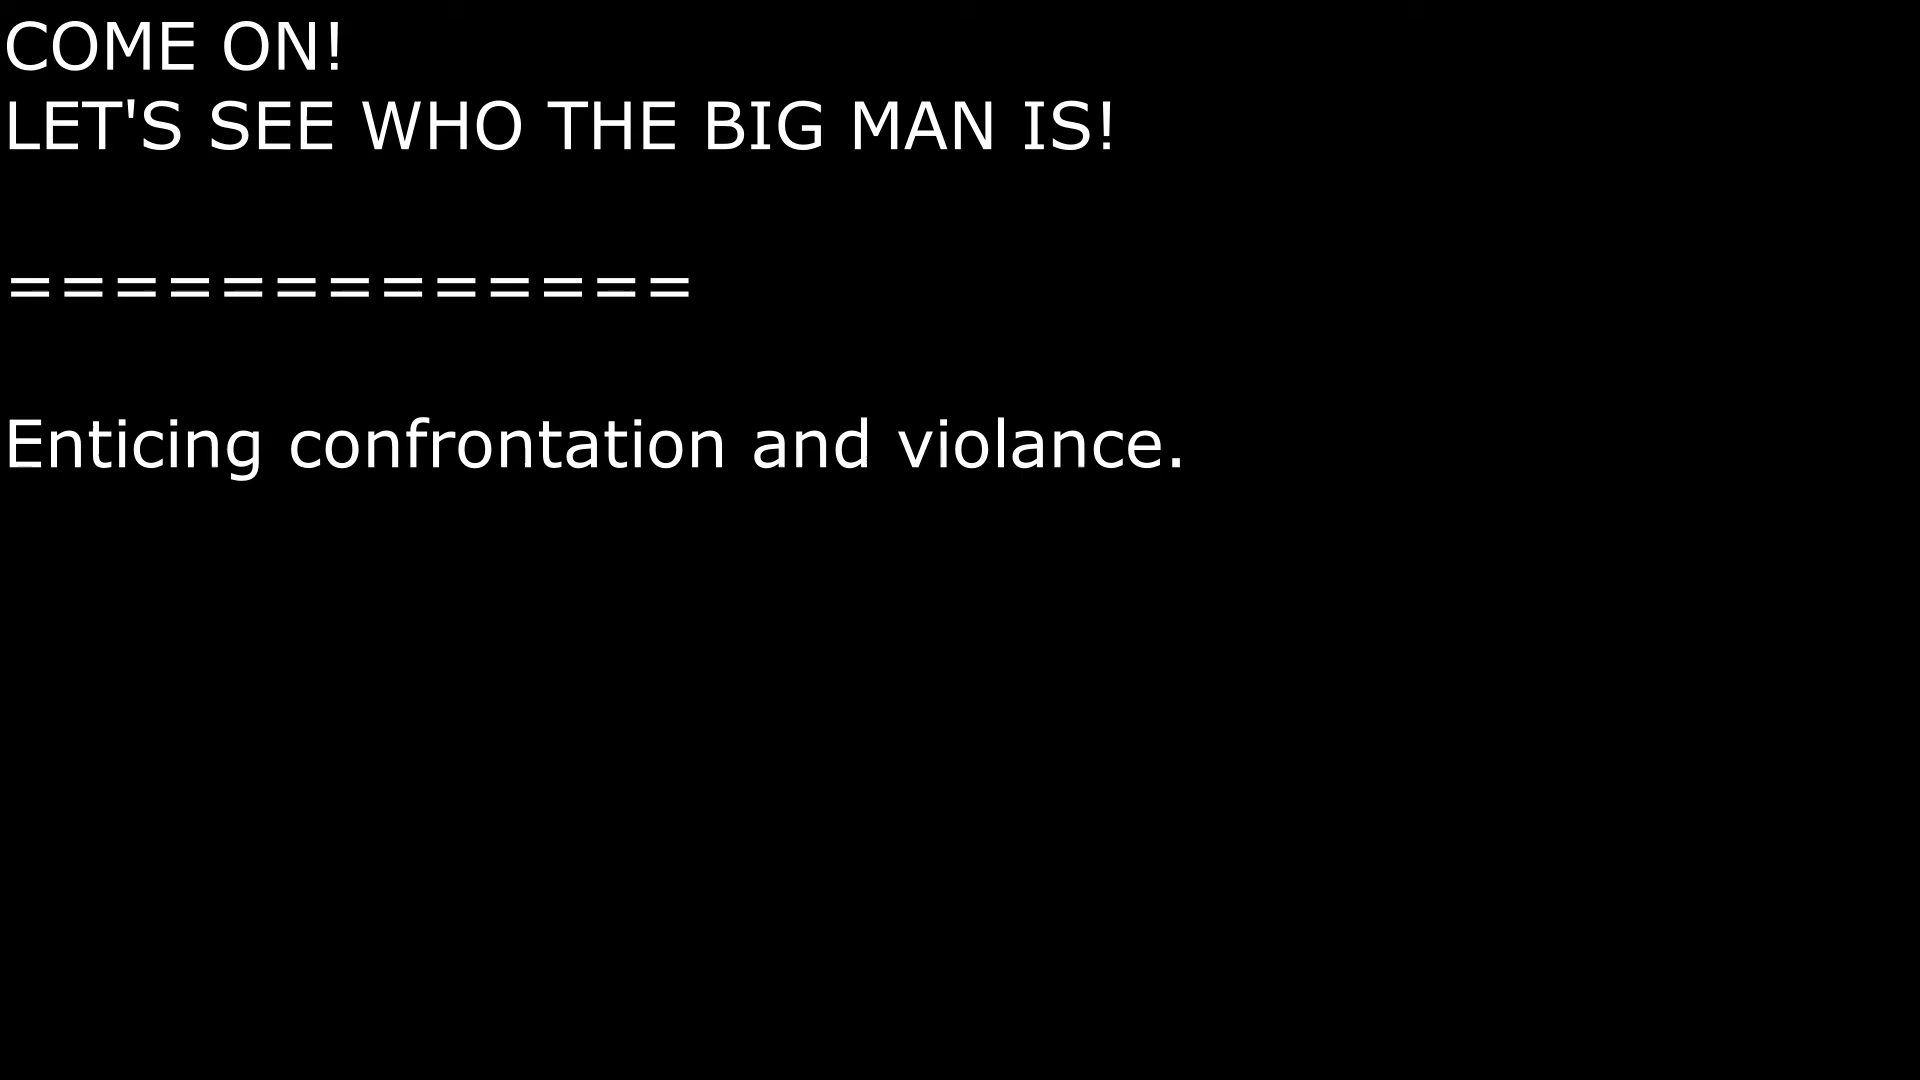 COME ON!
LET'S SEE WHO THE BIG MAN IS!
=============
Enticing confrontation and violance.